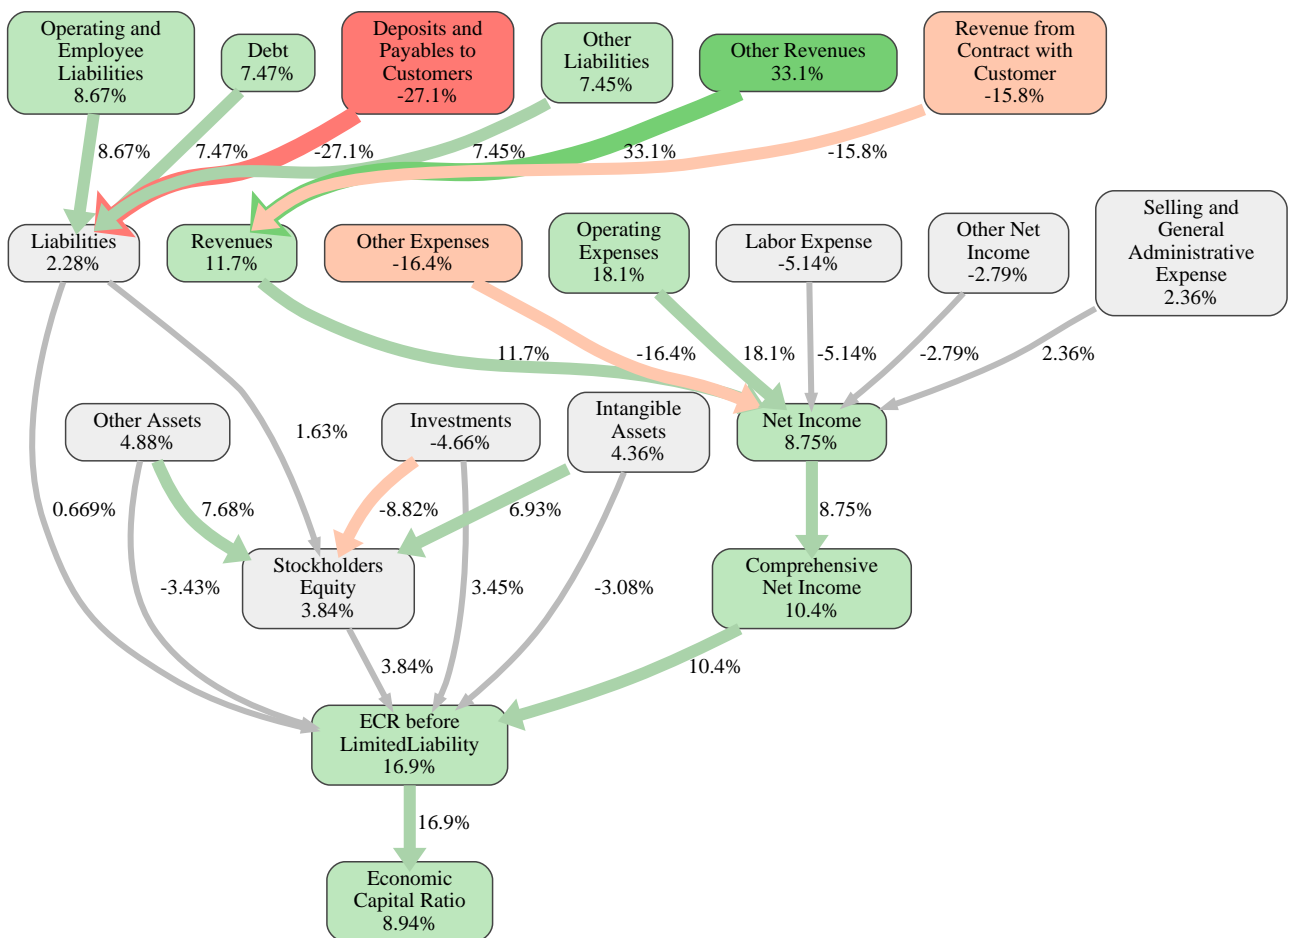 Operating and
Employee
Liabilities
8.67%
Debt
7.47%
Deposits and
Payables to
Customers
-27.1%
Other
Liabilities
7.45%
Other Revenues
33.1%
Revenue from
Contract with
Customer
-15.8%
8.67%
7.47%
-27.1%
7.45%
33.1%
-15.8%
Liabilities
2.28%
Revenues
11.7%
Other Expenses
-16.4%
Operating
Expenses
18.1%
Labor Expense
-5.14%
Other Net
Income
-2.79%
Selling and
General
Administrative
Expense
2.36%
11.7%
-16.4%
18.1%
-5.14%
-2.79%
2.36%
Other Assets
4.88%
1.63%
Investments
-4.66%
Intangible
Assets
4.36%
Net Income
8.75%
0.669%
7.68%
-8.82%
6.93%
8.75%
Stockholders
Equity
3.84%
-3.43%
3.45%
-3.08%
Comprehensive
Net Income
10.4%
3.84%
10.4%
ECR before
LimitedLiability
16.9%
16.9%
Economic
Capital Ratio
8.94%